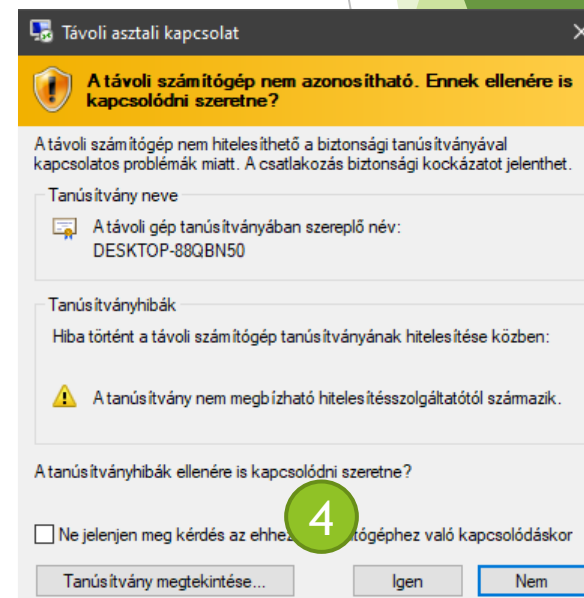 Távoli asztali kapcsolat
A távoli számítógép nem azonosítható. Ennek ellenére is
kapcsolódni szeretne?
A távoli számítógép nem hitelesíthető a biztonsági tanúsítványával
kapcsolatos problémák miatt. A csatlakozás biztonsági kockázatot jelenthet.
Tanúsítvány neve
A távoli gép tanúsítványában szereplő név:
DESKTOP-88QBN50
Tanúsítványhibák
Hiba történt a távoli számítógép tanúsítványának hitelesítése közben:
A tanúsítvány nem megbízható hitelesítésszolgáltatótól származik.
A tanúsítványhibák ellenére is kapcsolódni szeretne?
4
Ne jelenjen meg kérdés az való kapcsolódáskor
Tanúsítvány megtekintése... Igen Nem